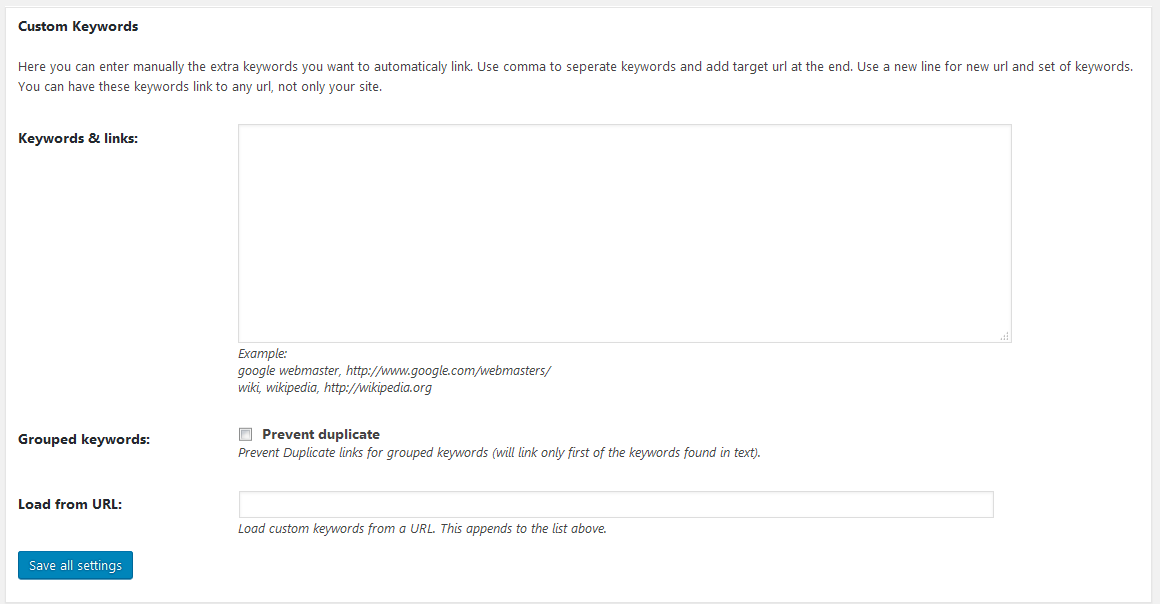 Custom Keywords
Here you can enter manually the extra keywords you want to automaticaly link. Use comma to seperate keywords and add target url at the end. Use a new line for new url and set of keywords.
You can have these keywords link to any url, not only your site.
Keywords & links:
Example:
google webmaster, http://www.google.com/webmasters/
wiki, wikipedia, http://wikipedia.org
Grouped keywords:
Prevent duplicate
Prevent Duplicate links for grouped keywords (will link only first of the keywords found in text).
Load from URL:
Load custom keywords from a URL. This appends to the list above.
Save all settings